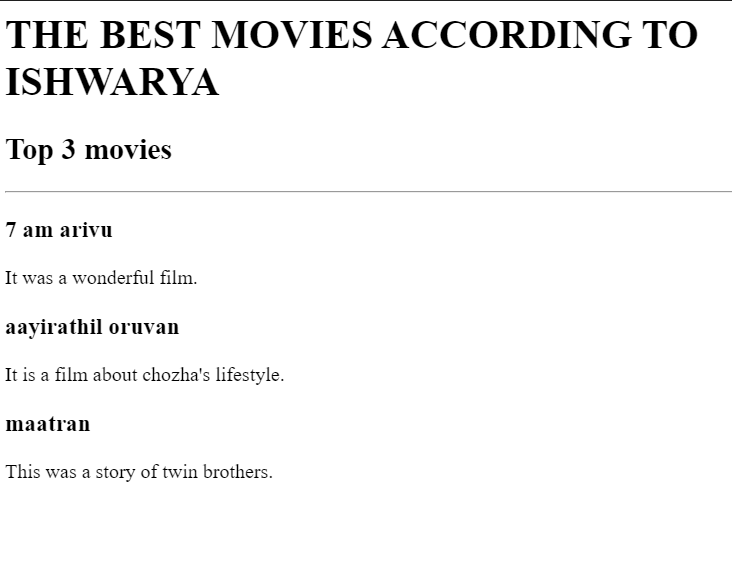 THE BEST MOVIES ACCORDING TO
ISHWARYA
Top 3 movies
7 am arivu
It was a wonderful film.
aayirathil oruvan
It is a film about chozha's lifestyle.
maatran
This was a story of twin brothers.